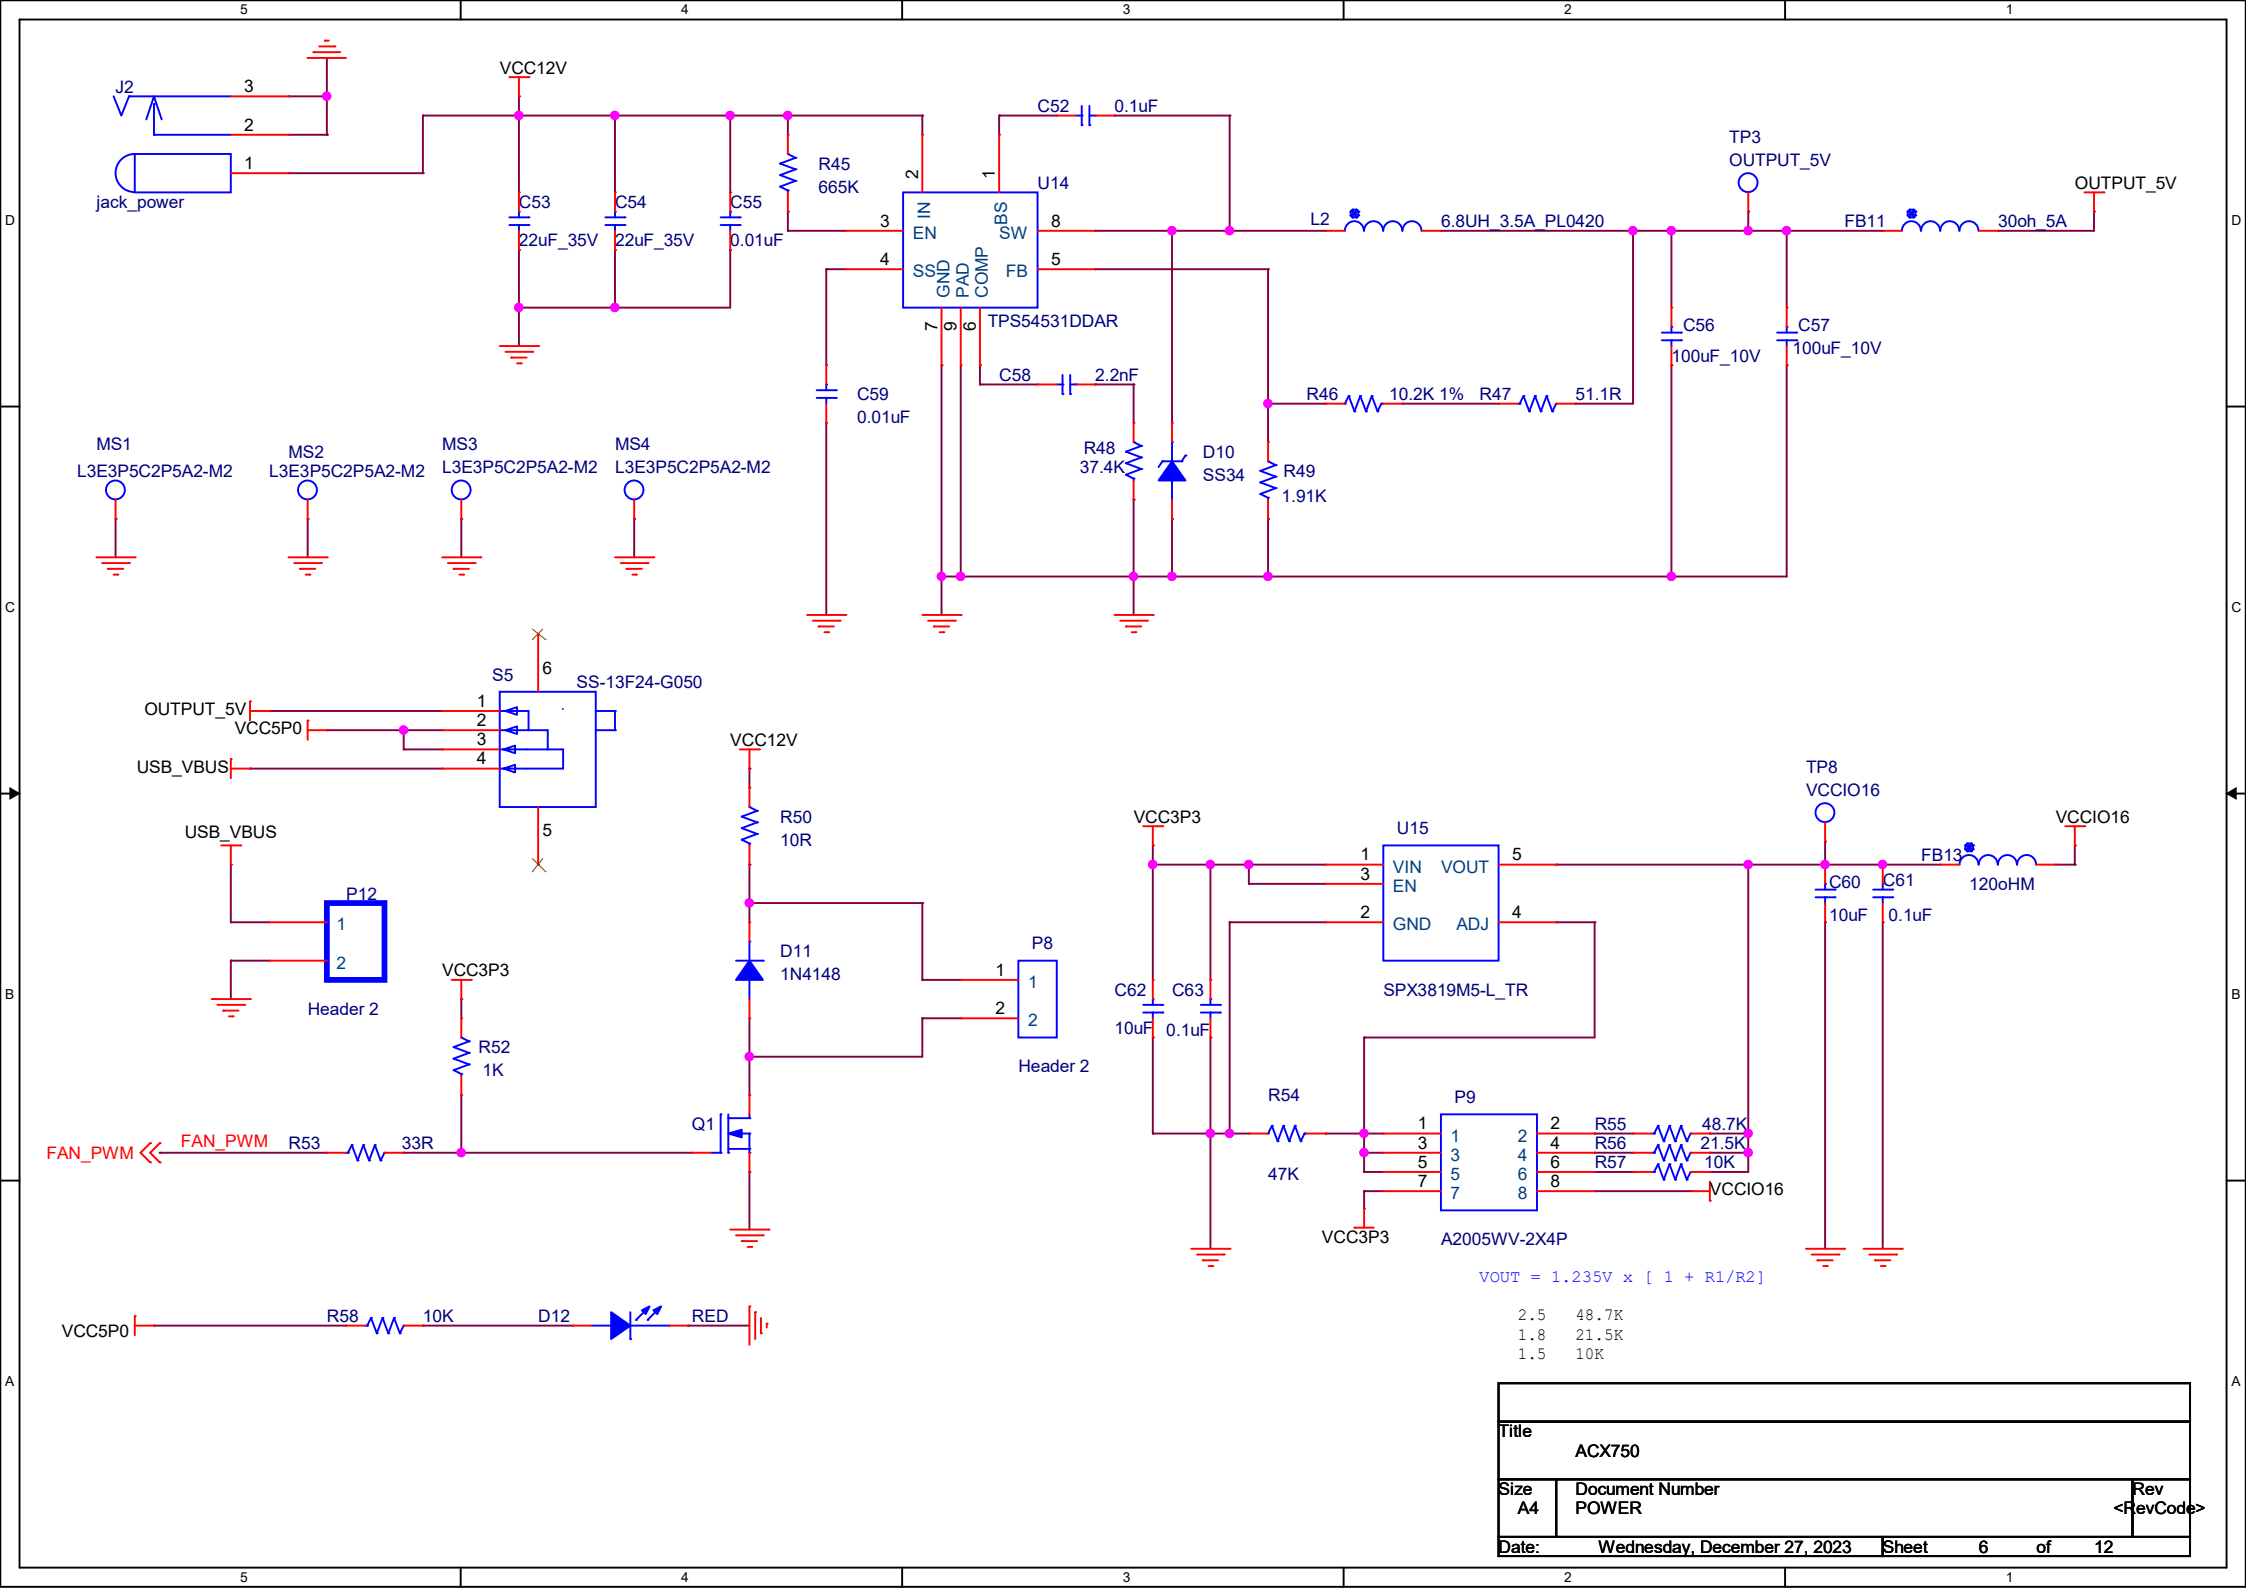 5 4 3 2 1
D D
C C
B B
A A
J2
3
2
1
jack_power
VCC12V
C53
22uF_35V
C54
22uF_35V
C55
0.01uF
R45
665K
C52 0.1uF
2
1
U14
IN
BS
3 EN
SW 8
4 SS
FB 5
GND
PAD
COMP
7
9
6
TPS54531DDAR
C59
0.01uF
C58 2.2nF
R48
37.4K
D10
SS34
R49
1.91K
R46 10.2K 1%
R47 51.1R
L2 6.8UH_3.5A_PL0420
TP3
OUTPUT_5V
FB11 30oh_5A
OUTPUT_5V
C56
100uF_10V
C57
100uF_10V
MS1
L3E3P5C2P5A2-M2
MS2
L3E3P5C2P5A2-M2
MS3
L3E3P5C2P5A2-M2
MS4
L3E3P5C2P5A2-M2
S5
SS-13F24-G050
6
OUTPUT_5V 1
VCC5P0 2
3
USB_VBUS 4
5
USB_VBUS
P12
1
2
Header 2
VCC12V
R50
10R
D11
1N4148
P8
1 1
2 2
Header 2
VCC3P3
R52
1K
Q1
FAN_PWM FAN_PWM R53 33R
VCC5P0 R58 10K D12 RED
VCC3P3
U15
1 VIN VOUT 5
3 EN
2 GND ADJ 4
SPX3819M5-L_TR
C62
10uF
C63
0.1uF
TP8
VCCIO16
FB13
120oHM
VCCIO16
C60
10uF
C61
0.1uF
R54
47K
P9
1 1 2 2 R55 48.7K
3 3 4 4 R56 21.5K
5 5 6 6 R57 10K
7 7 8 8 VCCIO16
VCC3P3
A2005WV-2X4P
VOUT = 1.235V x [ 1 + R1/R2]
2.5 48.7K
1.8 21.5K
1.5 10K
Title
ACX750
Size
A4
Document Number
POWER
Rev
<RevCode>
Date: Wednesday, December 27, 2023 Sheet 6 of 12
5 4 3 2 1